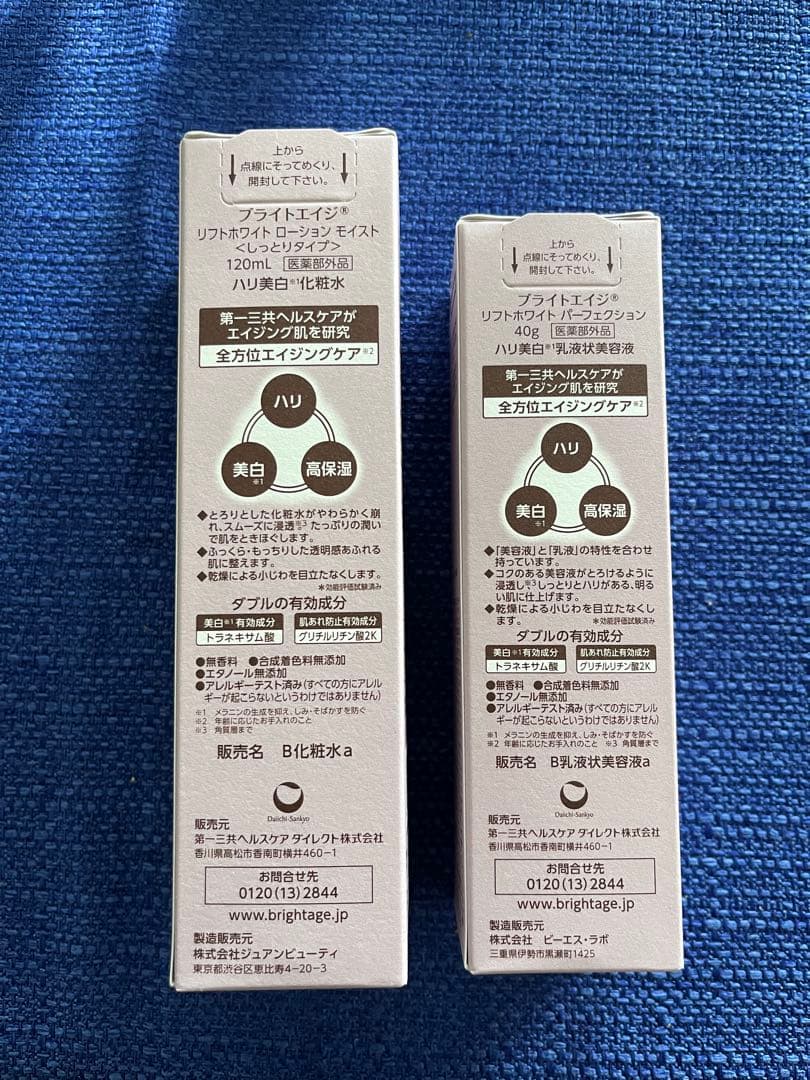 上から
点線にそってめくり、
開封して下さい。
ブライトエイジ®
リフトホワイト ローション モイスト
<しっとりタイプ>
120mL 医薬部外品
ハリ美白※1化粧水
第一三共ヘルスケアが
エイジング肌を研究
全方位エイジングケア※2
ハリ
美白※1
高保湿
◆とろりとした化粧水がやわらかく崩
れ、スムーズに浸透※3 たっぷりの潤い
で肌をときほぐします。
◆ふっくら・もっちりした透明感あふれる
肌に整えます。
◆乾燥による小じわを目立たなくします。
*効能評価試験済み
ダブルの有効成分
美白※1有効成分 肌あれ防止有効成分
トラネキサム酸 グリチルリチン酸2K
●無香料 ●合成着色料無添加
●エタノール無添加
●アレルギーテスト済み(すべての方にアレル
ギーが起こらないというわけではありません)
※1 メラニンの生成を抑え、しみ・そばかすを防ぐ
※2 年齢に応じたお手入れのこと
※3 角質層まで
販売名 B化粧水a
Daiichi-Sankyo
販売元
第一三共ヘルスケア ダイレクト株式会社
香川県高松市香南町横井460-1
お問合せ先
0120(13)2844
www.brightage.jp
製造販売元
株式会社ジュアンビューティ
東京都渋谷区恵比寿4-20-3
上から
点線にそってめくり、
開封して下さい。
ブライトエイジ®
リフトホワイト パーフェクション
40g 医薬部外品
ハリ美白※1乳液状美容液
第一三共ヘルスケアが
エイジング肌を研究
全方位エイジングケア※2
ハリ
美白※1
高保湿
◆「美容液」と「乳液」の特性を合わせ
持っています。
◆コクのある美容液がとろけるように
浸透し※3しっとりとハリがある、明る
い肌に仕上げます。
◆乾燥による小じわを目立たなくし
ます。 *効能評価試験済み
ダブルの有効成分
美白※1有効成分 肌あれ防止有効成分
トラネキサム酸 グリチルリチン酸2K
●無香料 ●合成着色料無添加
●エタノール無添加
●アレルギーテスト済み(すべての方にアレル
ギーが起こらないというわけではありません)
※1 メラニンの生成を抑え、しみ・そばかすを防ぐ
※2 年齢に応じたお手入れのこと ※3 角質層まで
販売名 B乳液状美容液a
Daiichi-Sankyo
販売元
第一三共ヘルスケア ダイレクト株式会社
香川県高松市香南町横井460-1
お問合せ先
0120(13)2844
www.brightage.jp
製造販売元
株式会社 ビーエス・ラボ
三重県伊勢市黒瀬町1425